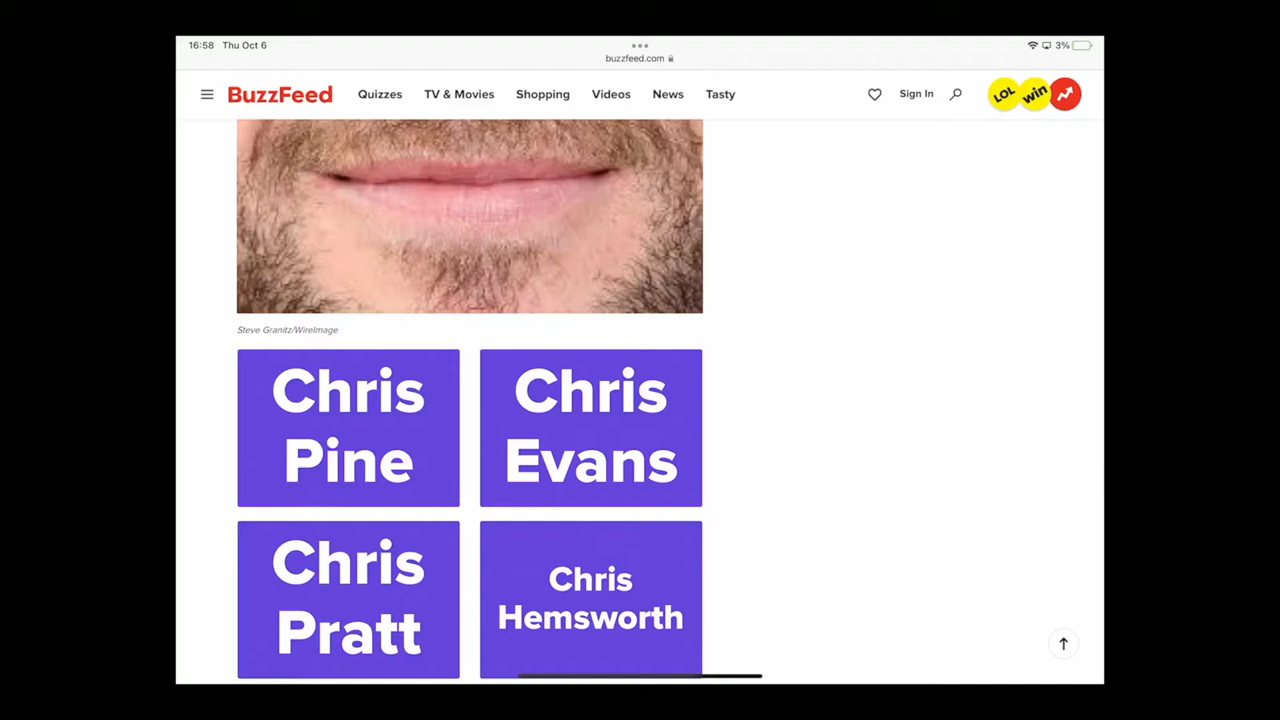 16:58 Thu Oct 6
3%
buzzfeed.com
BuzzFeed Quizzes TV & Movies Shopping Videos News Tasty Sign In LOL win
Steve Granitz/WireImage
Chris
Pine
Chris
Evans
Chris
Pratt
Chris
Hemsworth